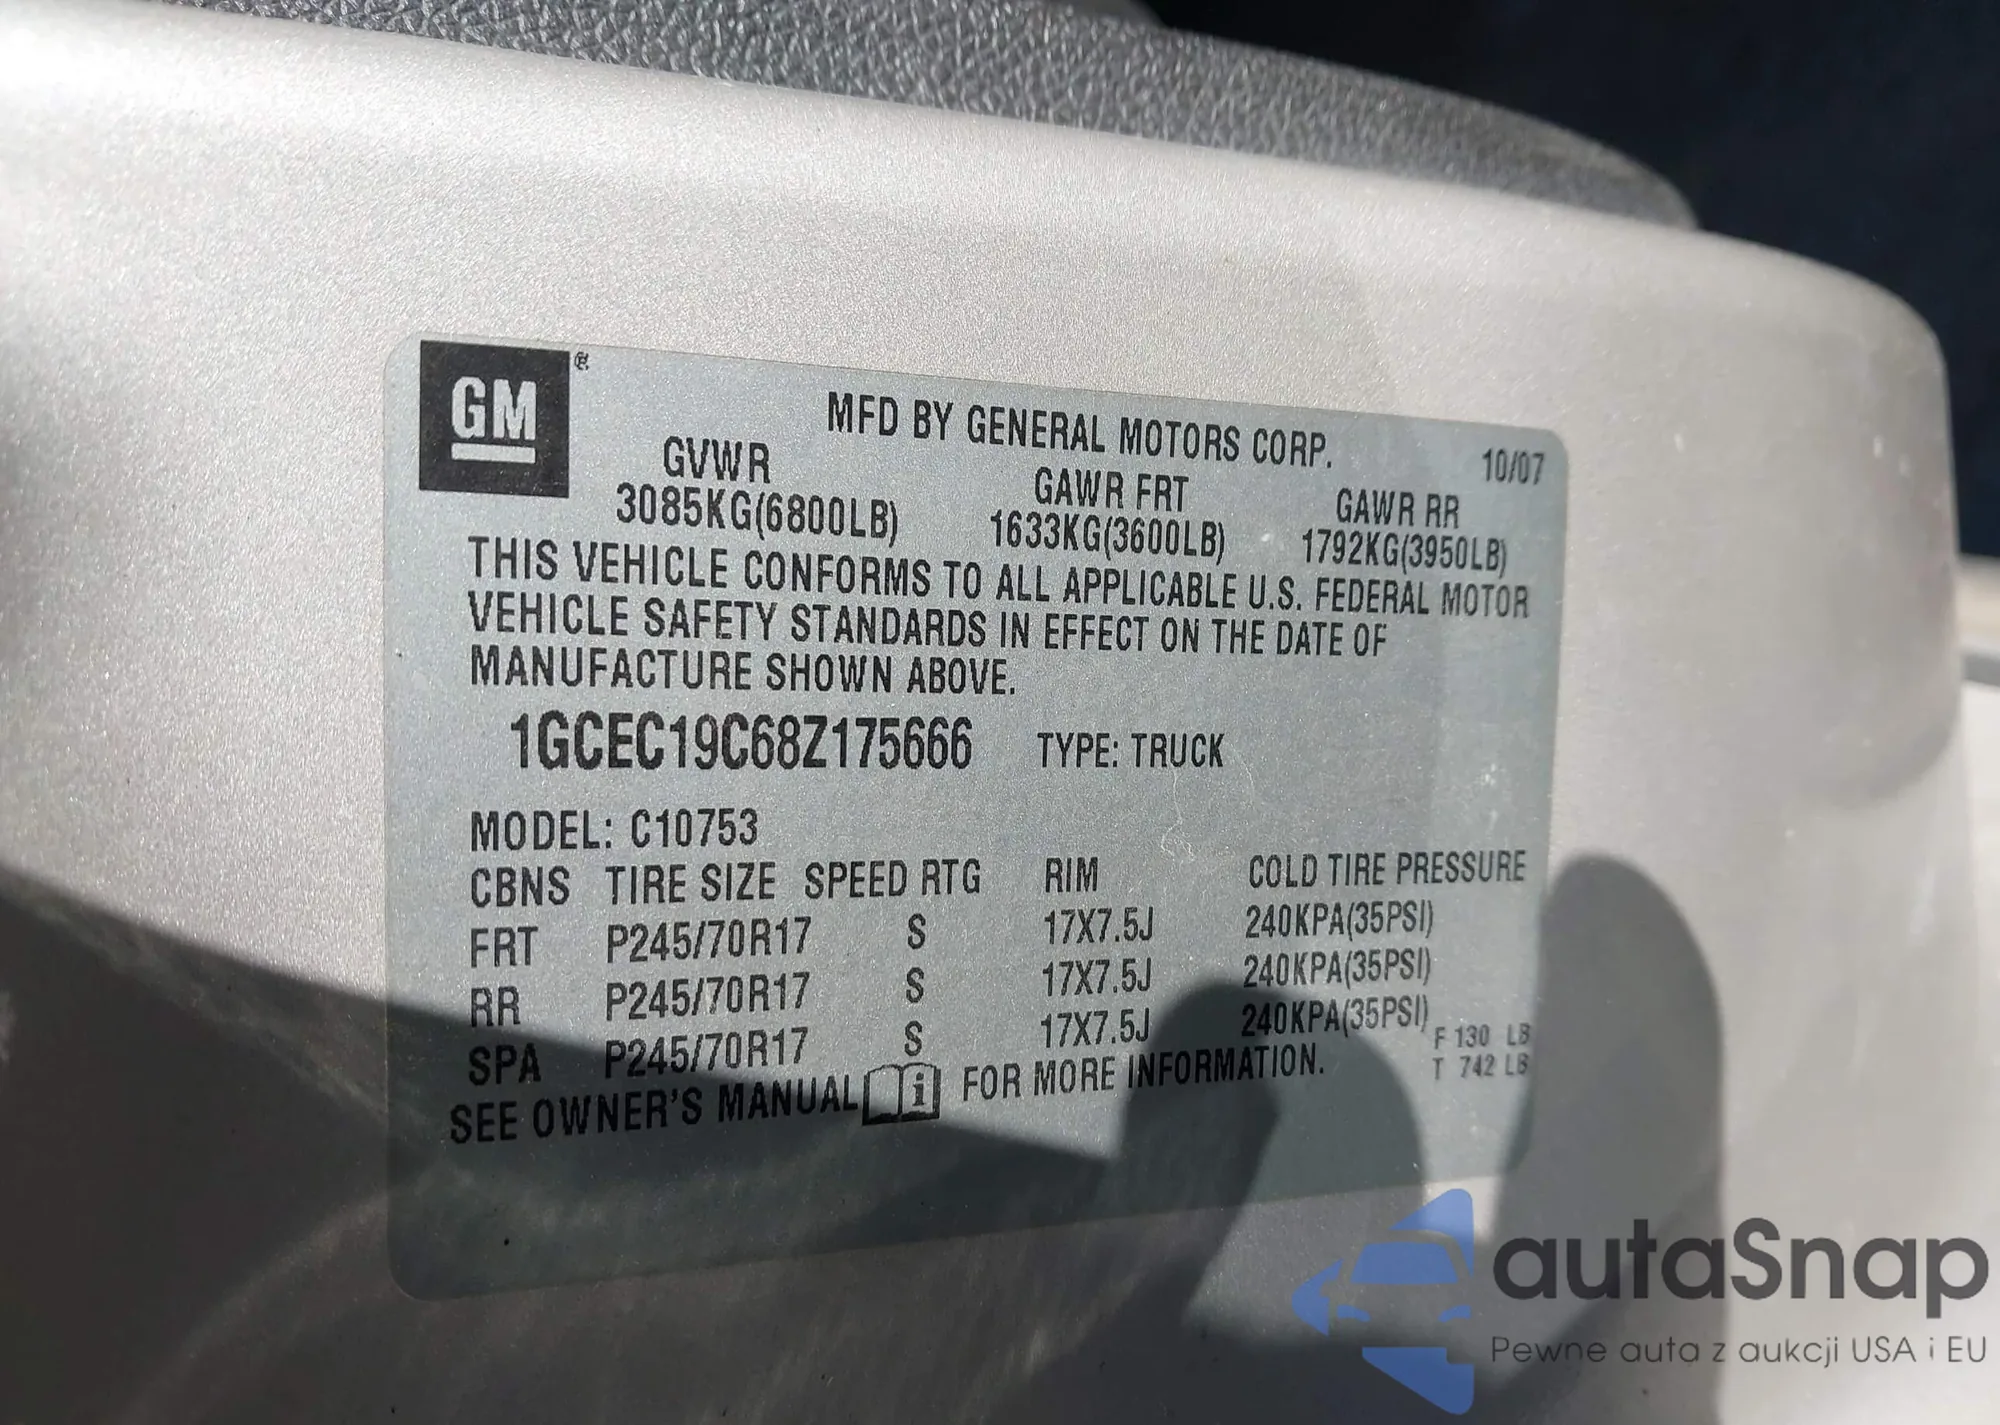 GM ®
MFD BY GENERAL MOTORS CORP.
10/07
GVWR GAWR FRT GAWR RR
3085KG(6800LB) 1633KG(3600LB) 1792KG(3950LB)
THIS VEHICLE CONFORMS TO ALL APPLICABLE U.S. FEDERAL MOTOR
VEHICLE SAFETY STANDARDS IN EFFECT ON THE DATE OF
MANUFACTURE SHOWN ABOVE.
1GCEC19C68Z175666 TYPE: TRUCK
MODEL: C10753
CBNS TIRE SIZE SPEED RTG RIM COLD TIRE PRESSURE
FRT P245/70R17 S 17X7.5J 240KPA(35PSI)
RR P245/70R17 S 17X7.5J 240KPA(35PSI)
SPA P245/70R17 S 17X7.5J 240KPA(35PSI)
F 130 LB
T 742 LB
SEE OWNER'S MANUAL i FOR MORE INFORMATION.
autaSnap
Pewne auta z aukcji USA i EU